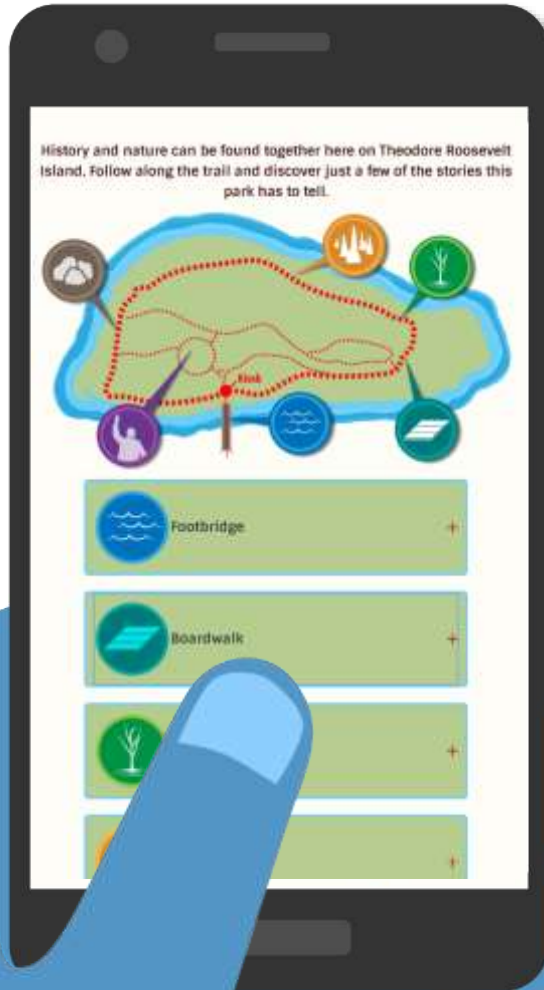 History and nature can be found together here on Theodore Roosevelt
Island. Follow along the trail and discover just a few of the stories this
park has to tell.
Footbridge
Boardwalk